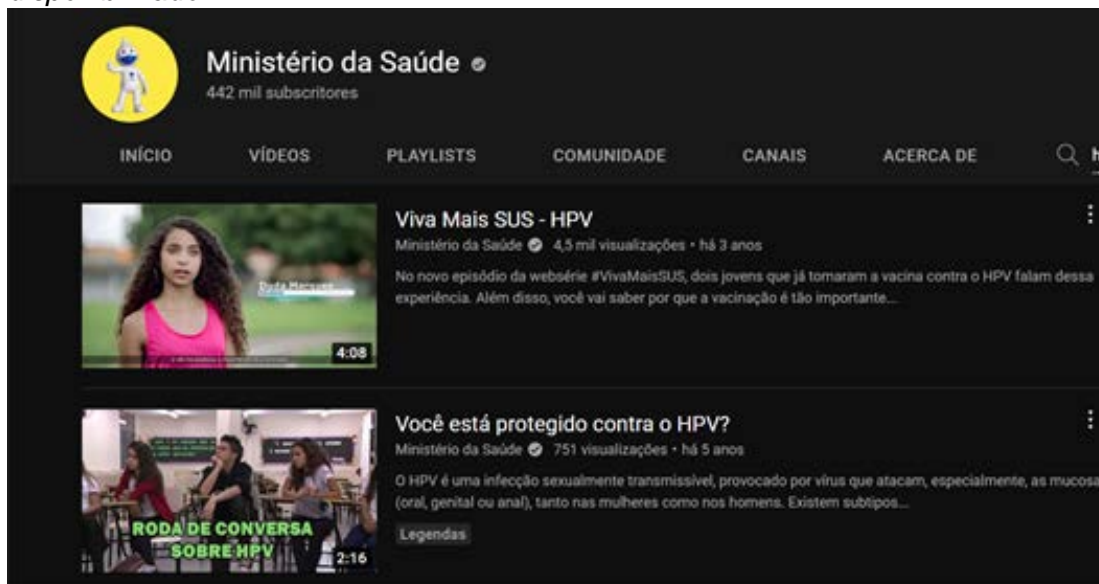 Ministério da Saúde
442 mil subscritores
INÍCIO VÍDEOS PLAYLISTS COMUNIDADE CANAIS ACERCA DE
Viva Mais SUS - HPV
Ministério da Saúde 4,5 mil visualizações • há 3 anos
No novo episódio da websérie #VivaMaisSUS, dois jovens que já tomaram a vacina contra o HPV falam dessa
experiência. Além disso, você vai saber por que a vacinação é tão importante...
Duda Marques
4:08
Você está protegido contra o HPV?
Ministério da Saúde 751 visualizações • há 5 anos
O HPV é uma infecção sexualmente transmissível, provocado por vírus que atacam, especialmente, as mucosa
(oral, genital ou anal), tanto nas mulheres como nos homens. Existem subtipos...
Legendas
RODA DE CONVERSA
SOBRE HPV
2:16